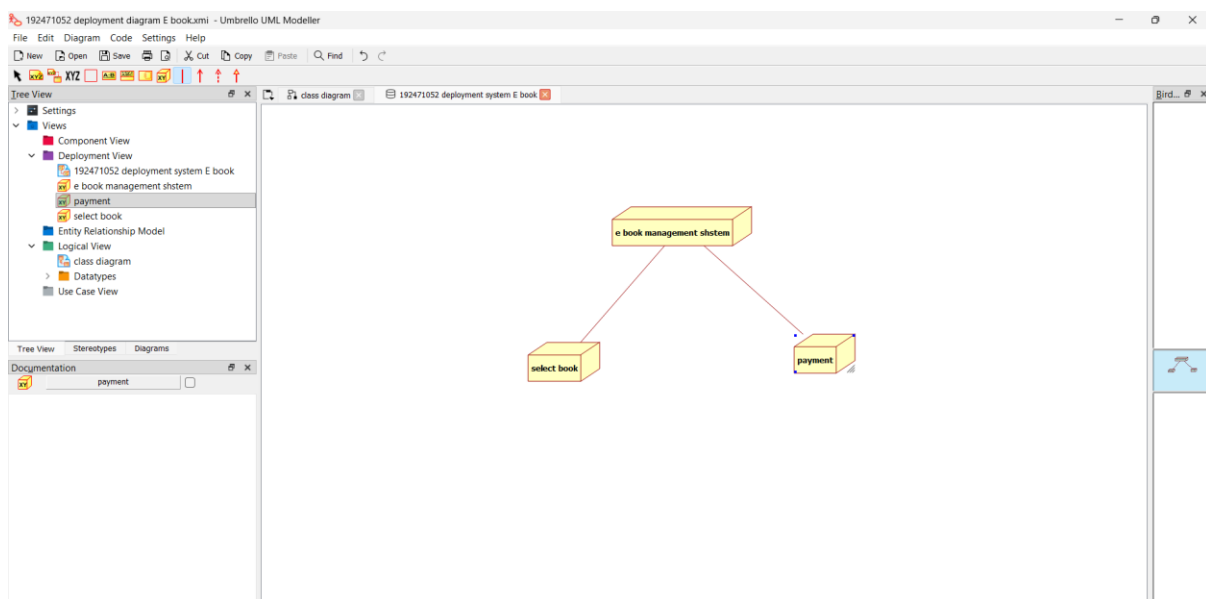 192471052 deployment diagram E book.xmi - Umbrello UML Modeller
File Edit Diagram Code Settings Help
New Open Save Cut Copy Paste Find
XYZ
Tree View
class diagram
192471052 deployment system E book
Bird...
Settings
Views
Component View
Deployment View
192471052 deployment system E book
e book management shstem
payment
select book
Entity Relationship Model
Logical View
class diagram
Datatypes
Use Case View
Tree View Stereotypes Diagrams
Documentation
payment
e book management shstem
select book
payment